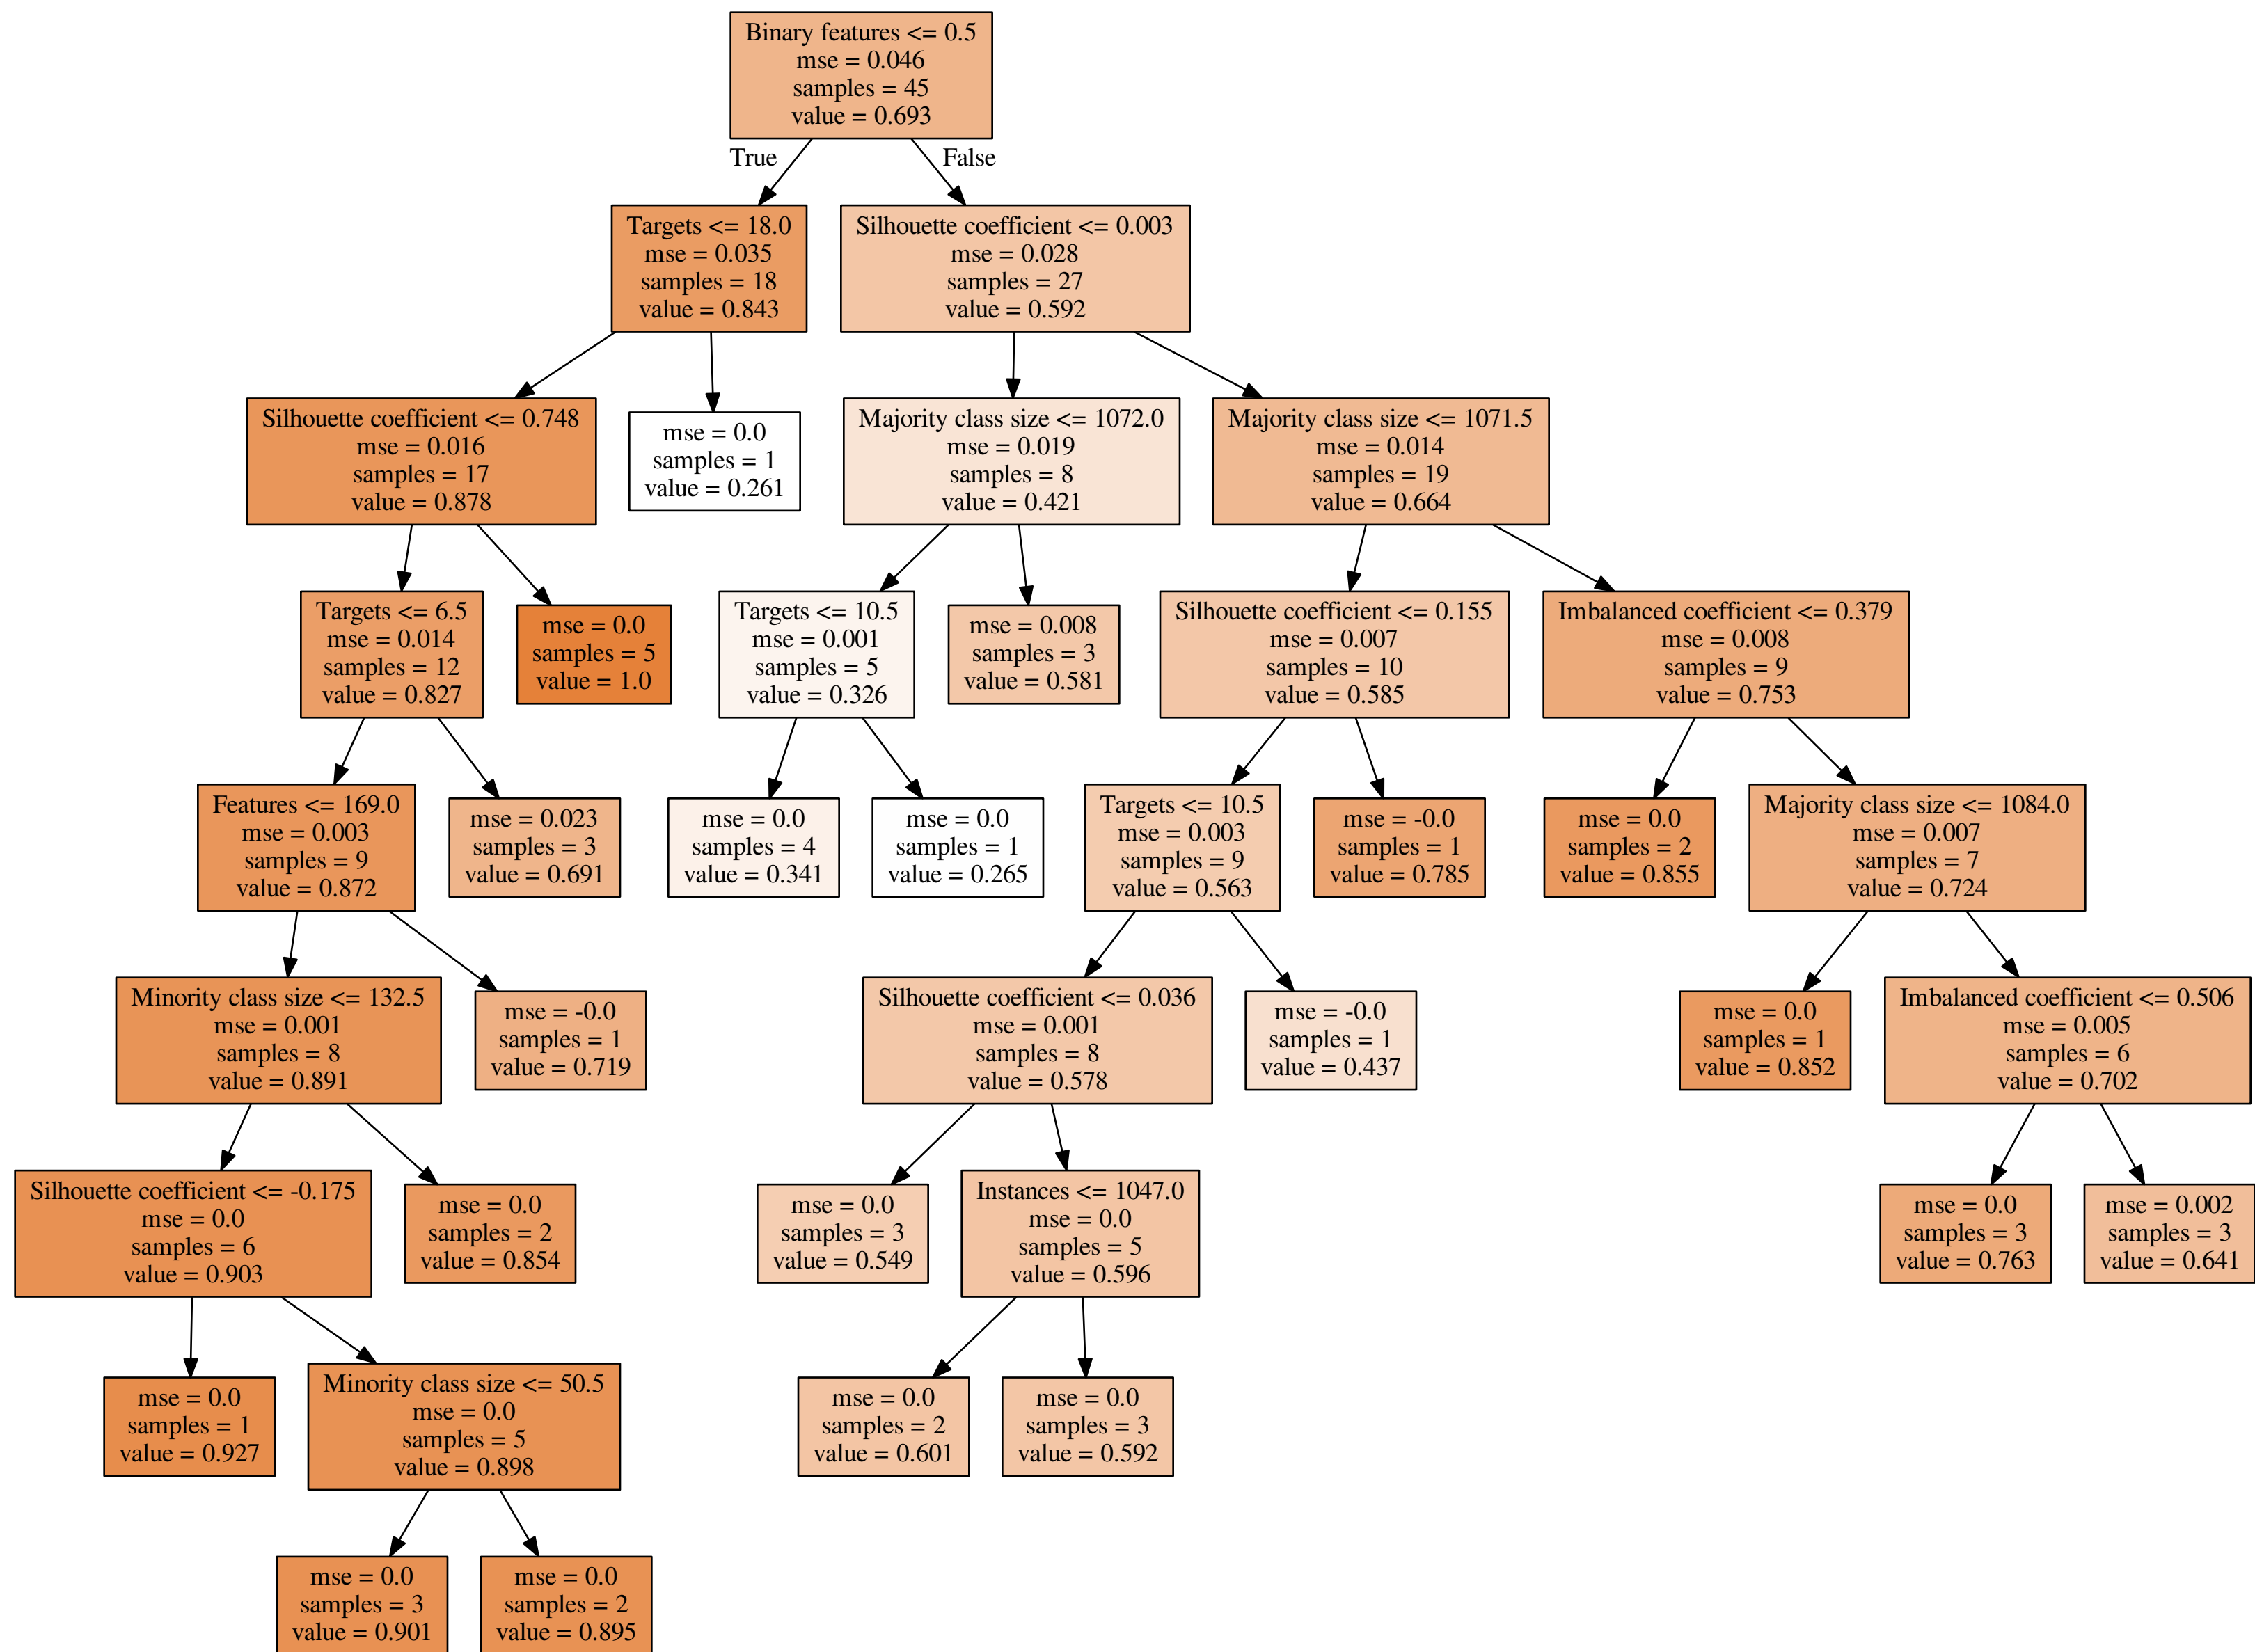 Binary features <= 0.5
mse = 0.046
samples = 45
value = 0.693
True
False
Targets <= 18.0
mse = 0.035
samples = 18
value = 0.843
Silhouette coefficient <= 0.003
mse = 0.028
samples = 27
value = 0.592
Silhouette coefficient <= 0.748
mse = 0.016
samples = 17
value = 0.878
mse = 0.0
samples = 1
value = 0.261
Majority class size <= 1072.0
mse = 0.019
samples = 8
value = 0.421
Majority class size <= 1071.5
mse = 0.014
samples = 19
value = 0.664
Targets <= 6.5
mse = 0.014
samples = 12
value = 0.827
mse = 0.0
samples = 5
value = 1.0
Targets <= 10.5
mse = 0.001
samples = 5
value = 0.326
mse = 0.008
samples = 3
value = 0.581
Silhouette coefficient <= 0.155
mse = 0.007
samples = 10
value = 0.585
Imbalanced coefficient <= 0.379
mse = 0.008
samples = 9
value = 0.753
Features <= 169.0
mse = 0.003
samples = 9
value = 0.872
mse = 0.023
samples = 3
value = 0.691
mse = 0.0
samples = 4
value = 0.341
mse = 0.0
samples = 1
value = 0.265
Targets <= 10.5
mse = 0.003
samples = 9
value = 0.563
mse = -0.0
samples = 1
value = 0.785
mse = 0.0
samples = 2
value = 0.855
Majority class size <= 1084.0
mse = 0.007
samples = 7
value = 0.724
Minority class size <= 132.5
mse = 0.001
samples = 8
value = 0.891
mse = -0.0
samples = 1
value = 0.719
Silhouette coefficient <= 0.036
mse = 0.001
samples = 8
value = 0.578
mse = -0.0
samples = 1
value = 0.437
mse = 0.0
samples = 1
value = 0.852
Imbalanced coefficient <= 0.506
mse = 0.005
samples = 6
value = 0.702
Silhouette coefficient <= -0.175
mse = 0.0
samples = 6
value = 0.903
mse = 0.0
samples = 2
value = 0.854
mse = 0.0
samples = 3
value = 0.549
Instances <= 1047.0
mse = 0.0
samples = 5
value = 0.596
mse = 0.0
samples = 3
value = 0.763
mse = 0.002
samples = 3
value = 0.641
mse = 0.0
samples = 1
value = 0.927
Minority class size <= 50.5
mse = 0.0
samples = 5
value = 0.898
mse = 0.0
samples = 2
value = 0.601
mse = 0.0
samples = 3
value = 0.592
mse = 0.0
samples = 3
value = 0.901
mse = 0.0
samples = 2
value = 0.895